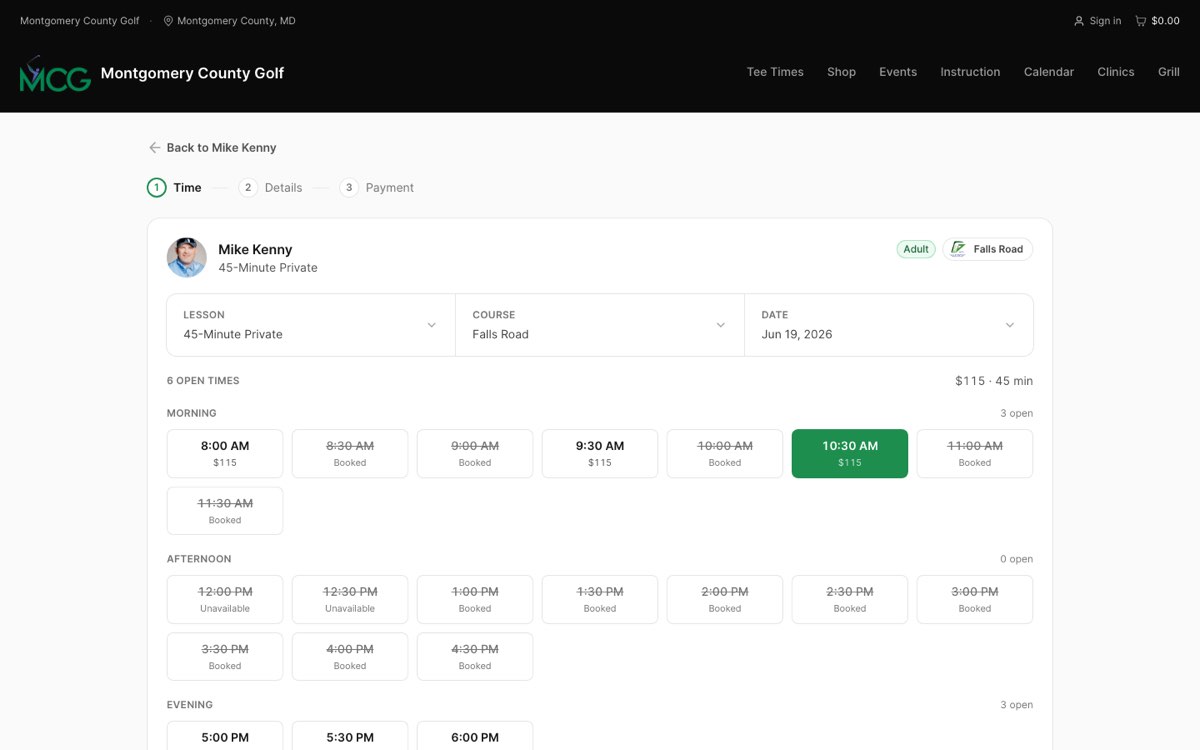 Montgomery County Golf · Montgomery County, MD
Sign in $0.00
MCG Montgomery County Golf
Tee Times Shop Events Instruction Calendar Clinics Grill
Back to Mike Kenny
1 Time 2 Details 3 Payment
Mike Kenny
45-Minute Private
Adult Falls Road
LESSON
45-Minute Private
COURSE
Falls Road
DATE
Jun 19, 2026
6 OPEN TIMES $115 · 45 min
MORNING 3 open
8:00 AM 8:30 AM 9:00 AM 9:30 AM 10:00 AM 10:30 AM 11:00 AM
$115 Booked Booked $115 Booked $115 Booked
11:30 AM
Booked
AFTERNOON 0 open
12:00 PM 12:30 PM 1:00 PM 1:30 PM 2:00 PM 2:30 PM 3:00 PM
Unavailable Unavailable Booked Booked Booked Booked Booked
3:30 PM 4:00 PM 4:30 PM
Booked Booked Booked
EVENING 3 open
5:00 PM 5:30 PM 6:00 PM